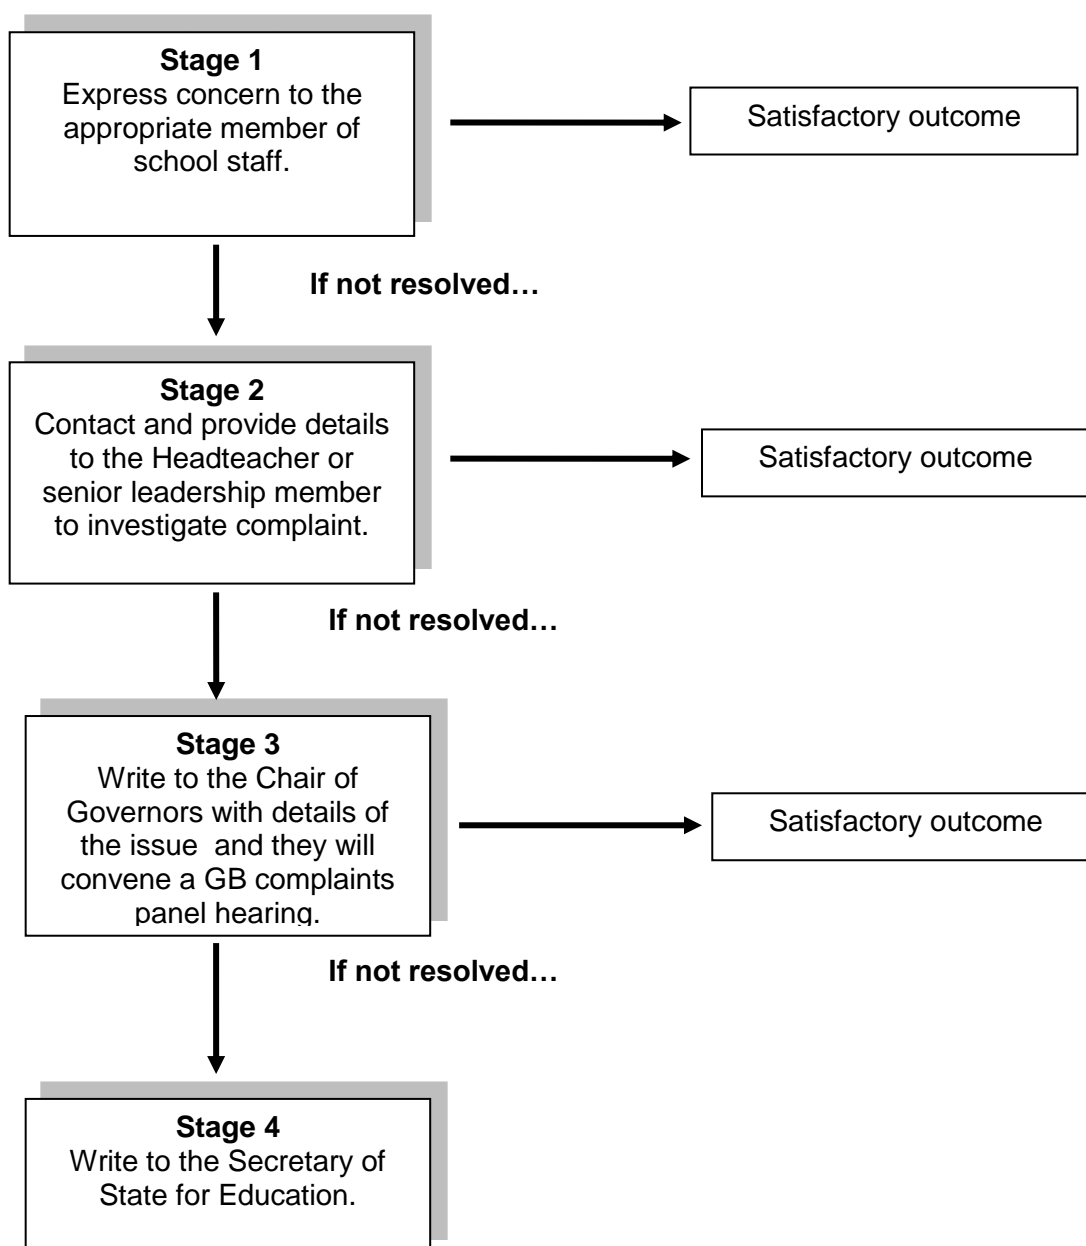 Stage 1
Express concern to the
appropriate member of
school staff.
Satisfactory outcome
If not resolved…
Stage 2
Contact and provide details
to the Headteacher or
senior leadership member
to investigate complaint.
Satisfactory outcome
If not resolved…
Stage 3
Write to the Chair of
Governors with details of
the issue  and they will
convene a GB complaints
panel hearing.
Satisfactory outcome
If not resolved…
Stage 4
Write to the Secretary of
State for Education.